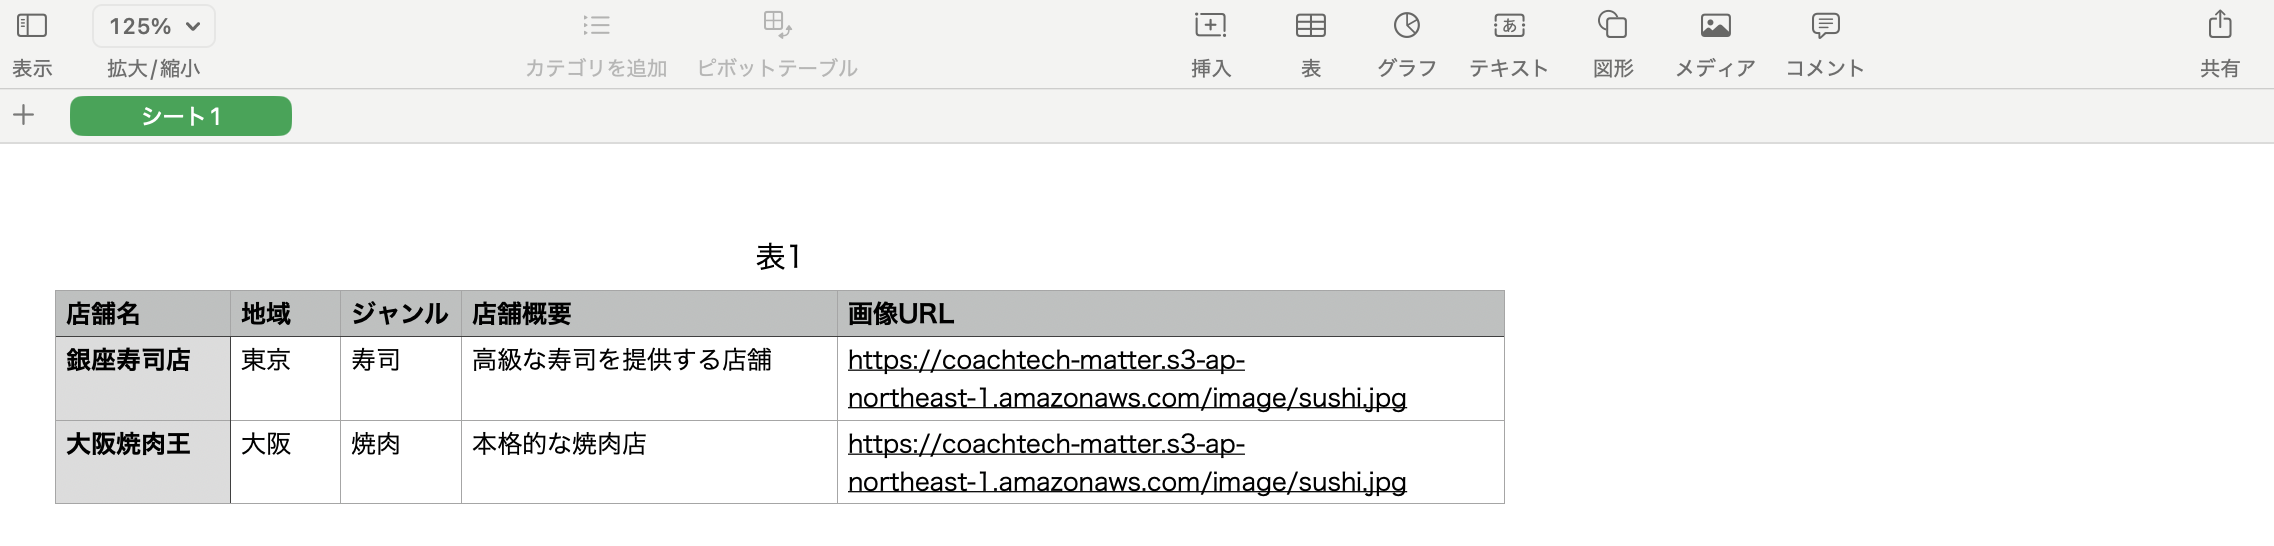 125%
表示
拡大/縮小
カテゴリを追加
ピボットテーブル
挿入
表
グラフ
あ
テキスト
図形
メディア
コメント
共有
シート1
表1
店舗名 地域 ジャンル 店舗概要 画像URL
銀座寿司店 東京 寿司 高級な寿司を提供する店舗 https://coachtech-matter.s3-ap-
northeast-1.amazonaws.com/image/sushi.jpg
大阪焼肉王 大阪 焼肉 本格的な焼肉店 https://coachtech-matter.s3-ap-
northeast-1.amazonaws.com/image/sushi.jpg